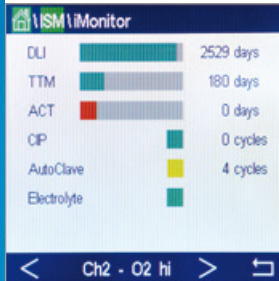 \ISM\iMonitor
DLI 2529 days
TTM 180 days
ACT 0 days
CIP 0 cycles
AutoClave 4 cycles
Electrolyte
< Ch2 - O2 hi >